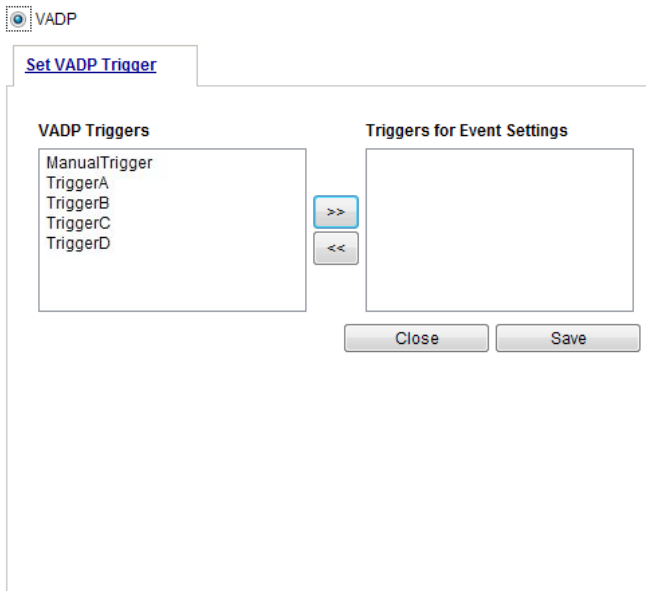 VADP
Set VADP Trigger
VADP Triggers
Triggers for Event Settings
ManualTrigger
TriggerA
TriggerB
TriggerC
TriggerD
>>
<<
Close
Save